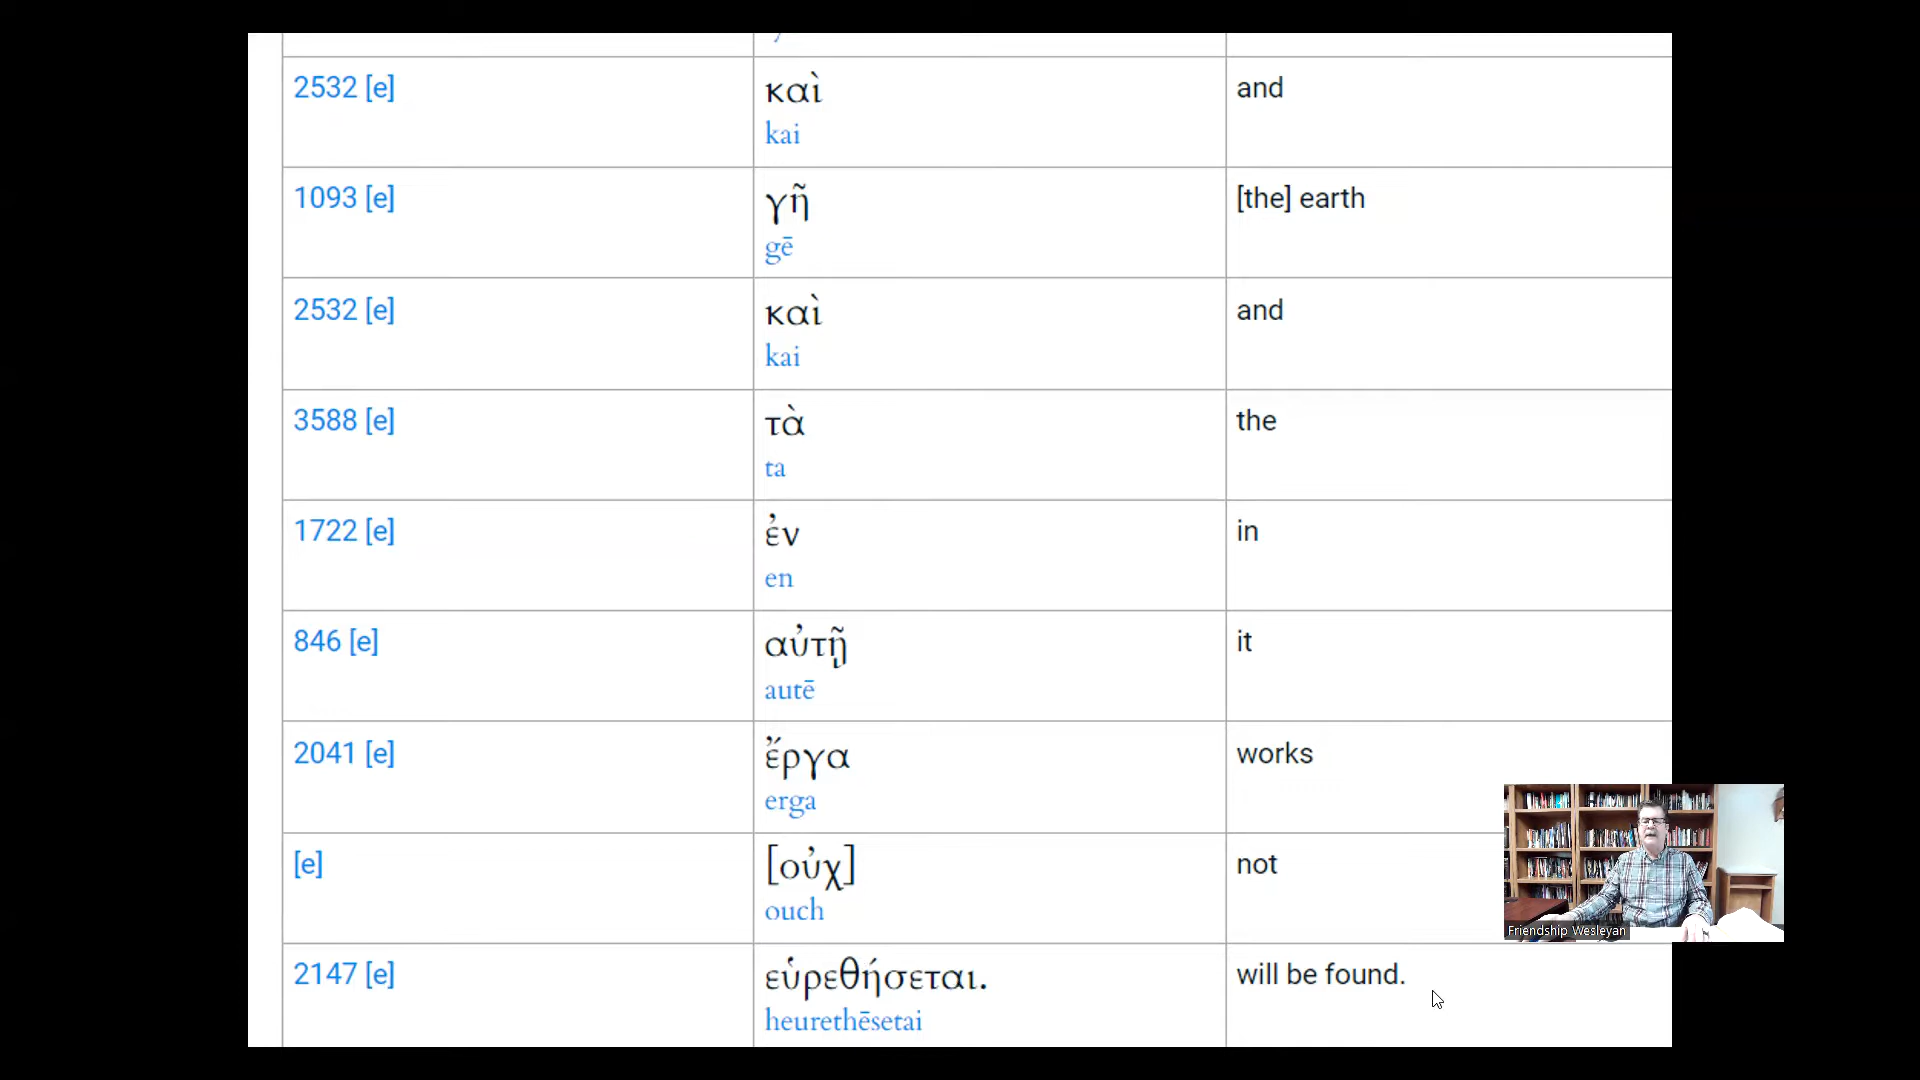 2532 [e] καὶ and
kai
1093 [e] γῆ [the] earth
gē
2532 [e] καὶ and
kai
3588 [e] τὰ the
ta
1722 [e] ἐν in
en
846 [e] αὐτῇ it
autē
2041 [e] ἔργα works
erga
[e] [οὐχ] not
ouch
2147 [e] εὑρεθήσεται. will be found.
heurethēsetai
Friendship Wesleyan